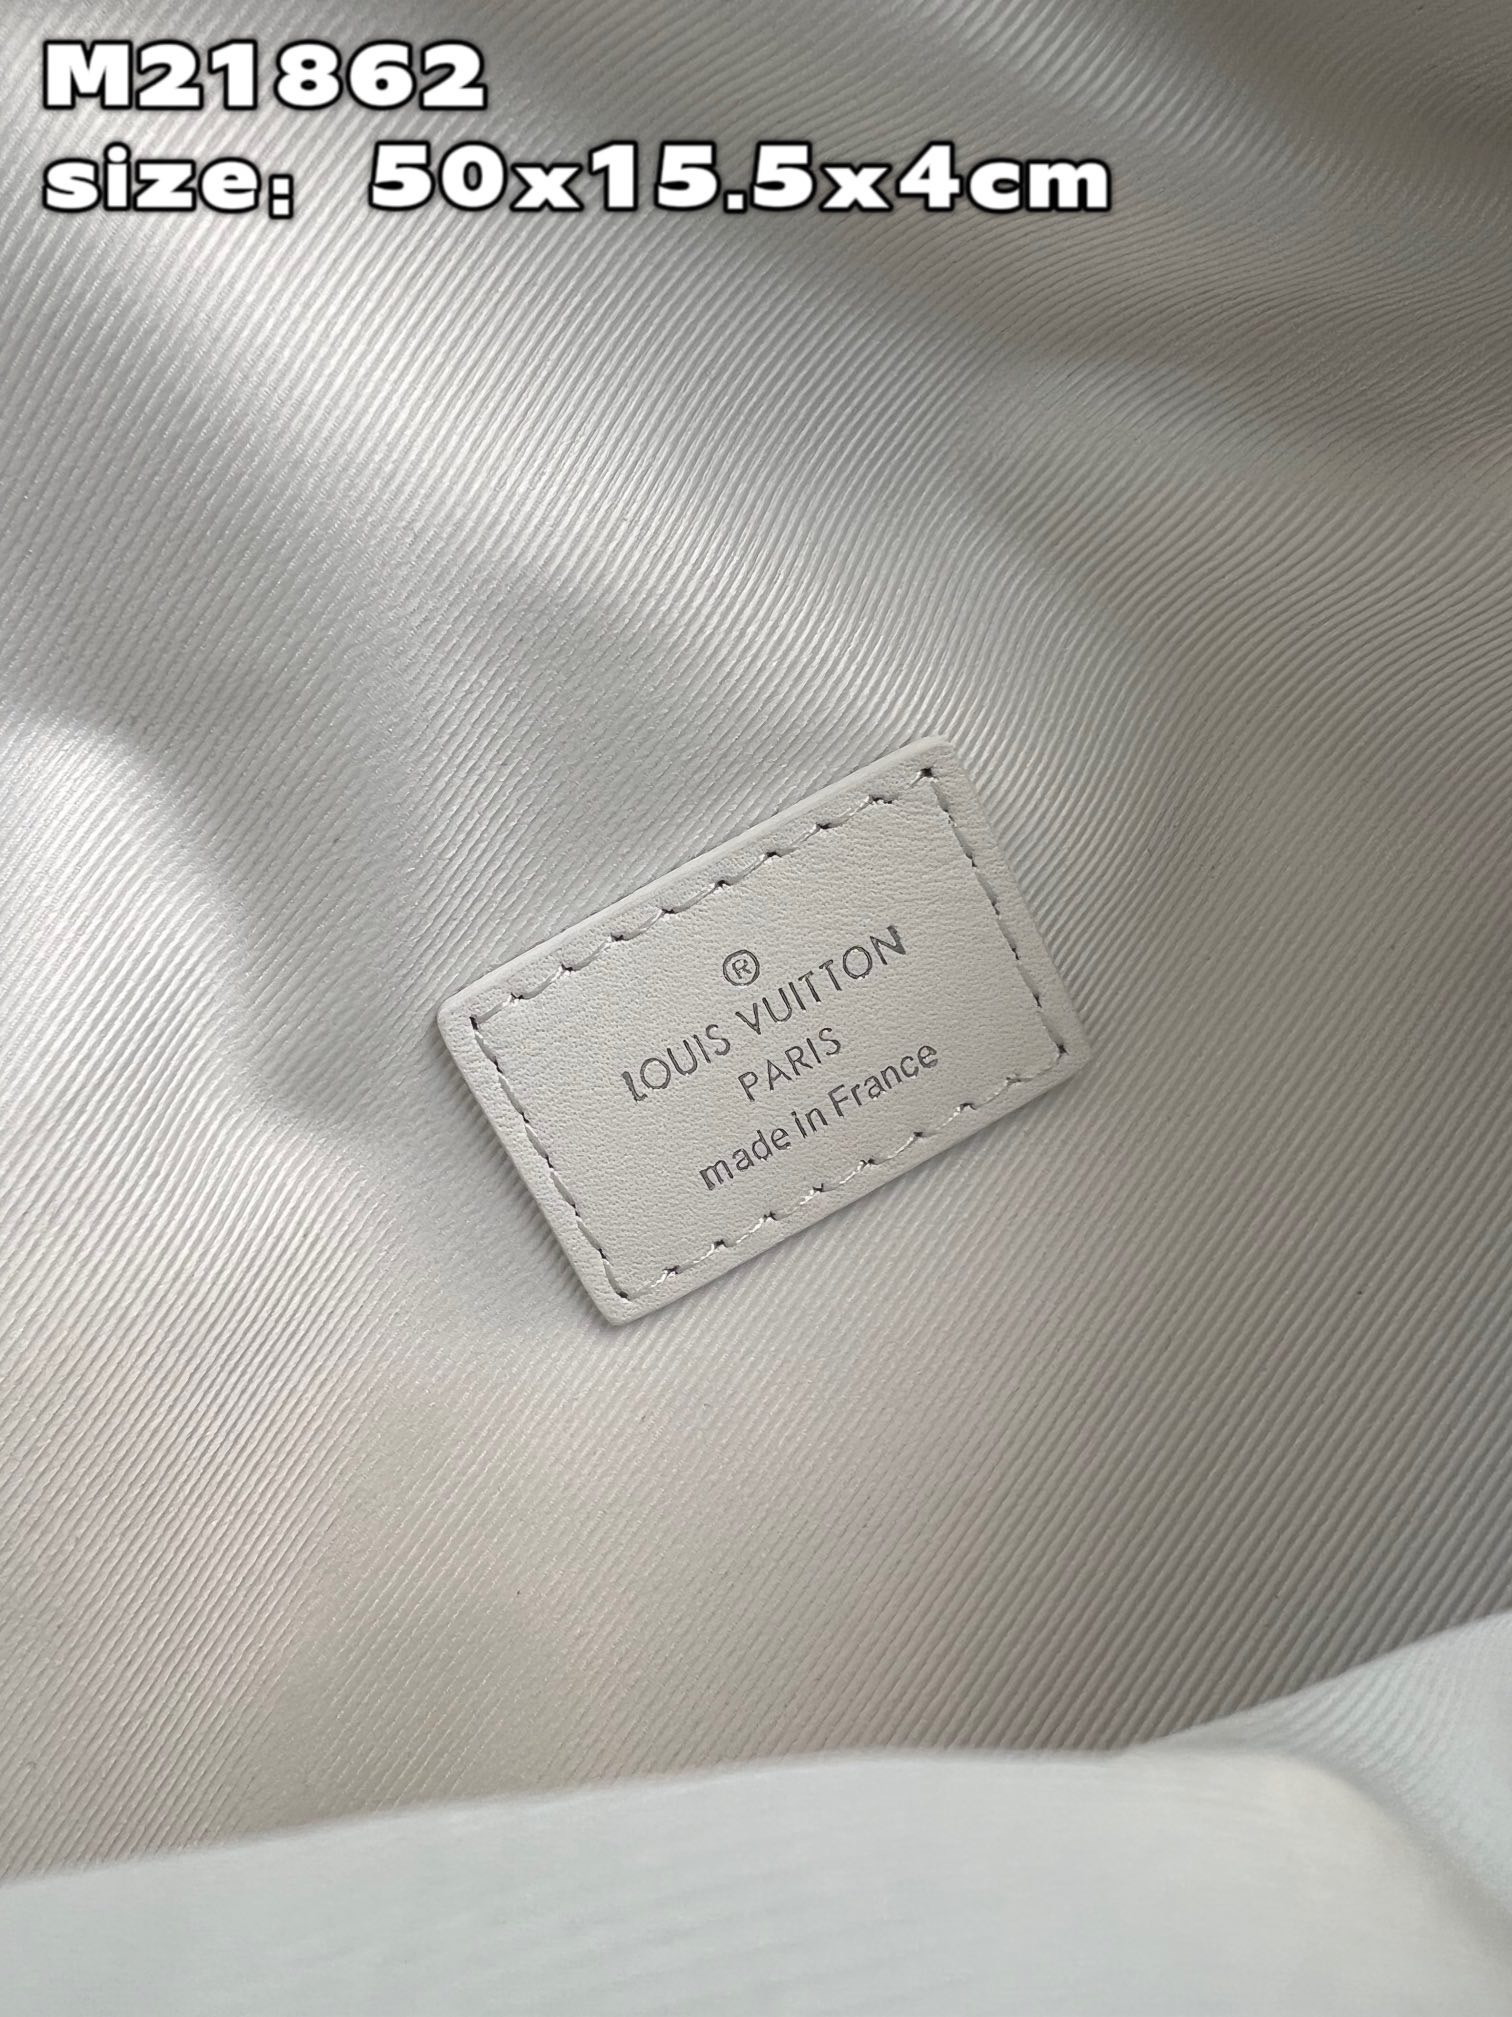 M21862
size： 50x15.5x4cm
®
LOUIS VUITTON
PARIS
made in France